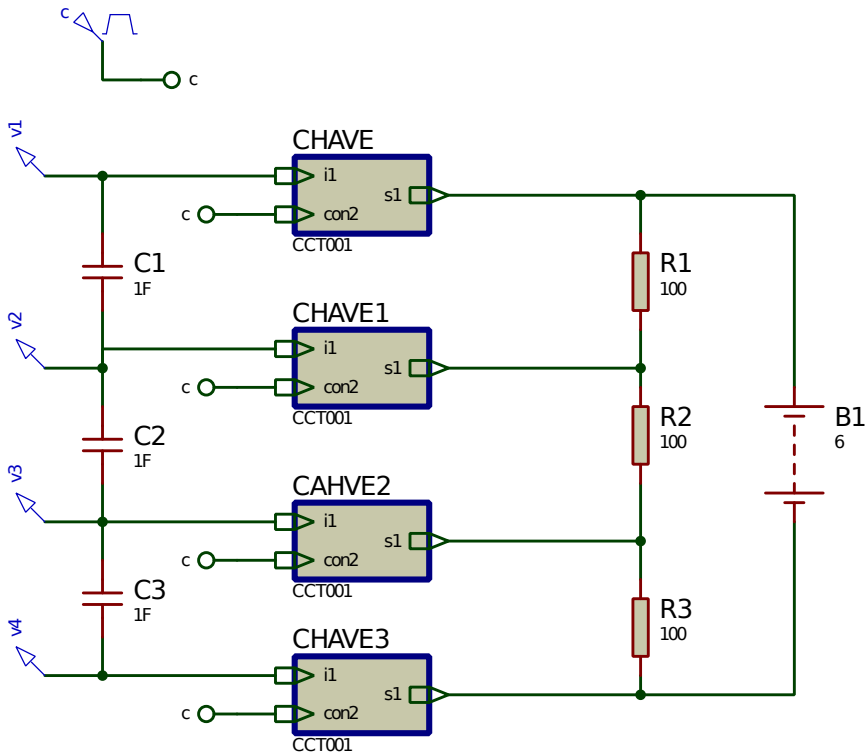 c
c
v1
CHAVE
i1
s1
c
con2
CCT001
C1
1F
R1
100
v2
CHAVE1
i1
s1
c
con2
CCT001
C2
1F
R2
100
B1
6
v3
CAHVE2
i1
s1
c
con2
CCT001
C3
1F
R3
100
v4
CHAVE3
i1
s1
c
con2
CCT001